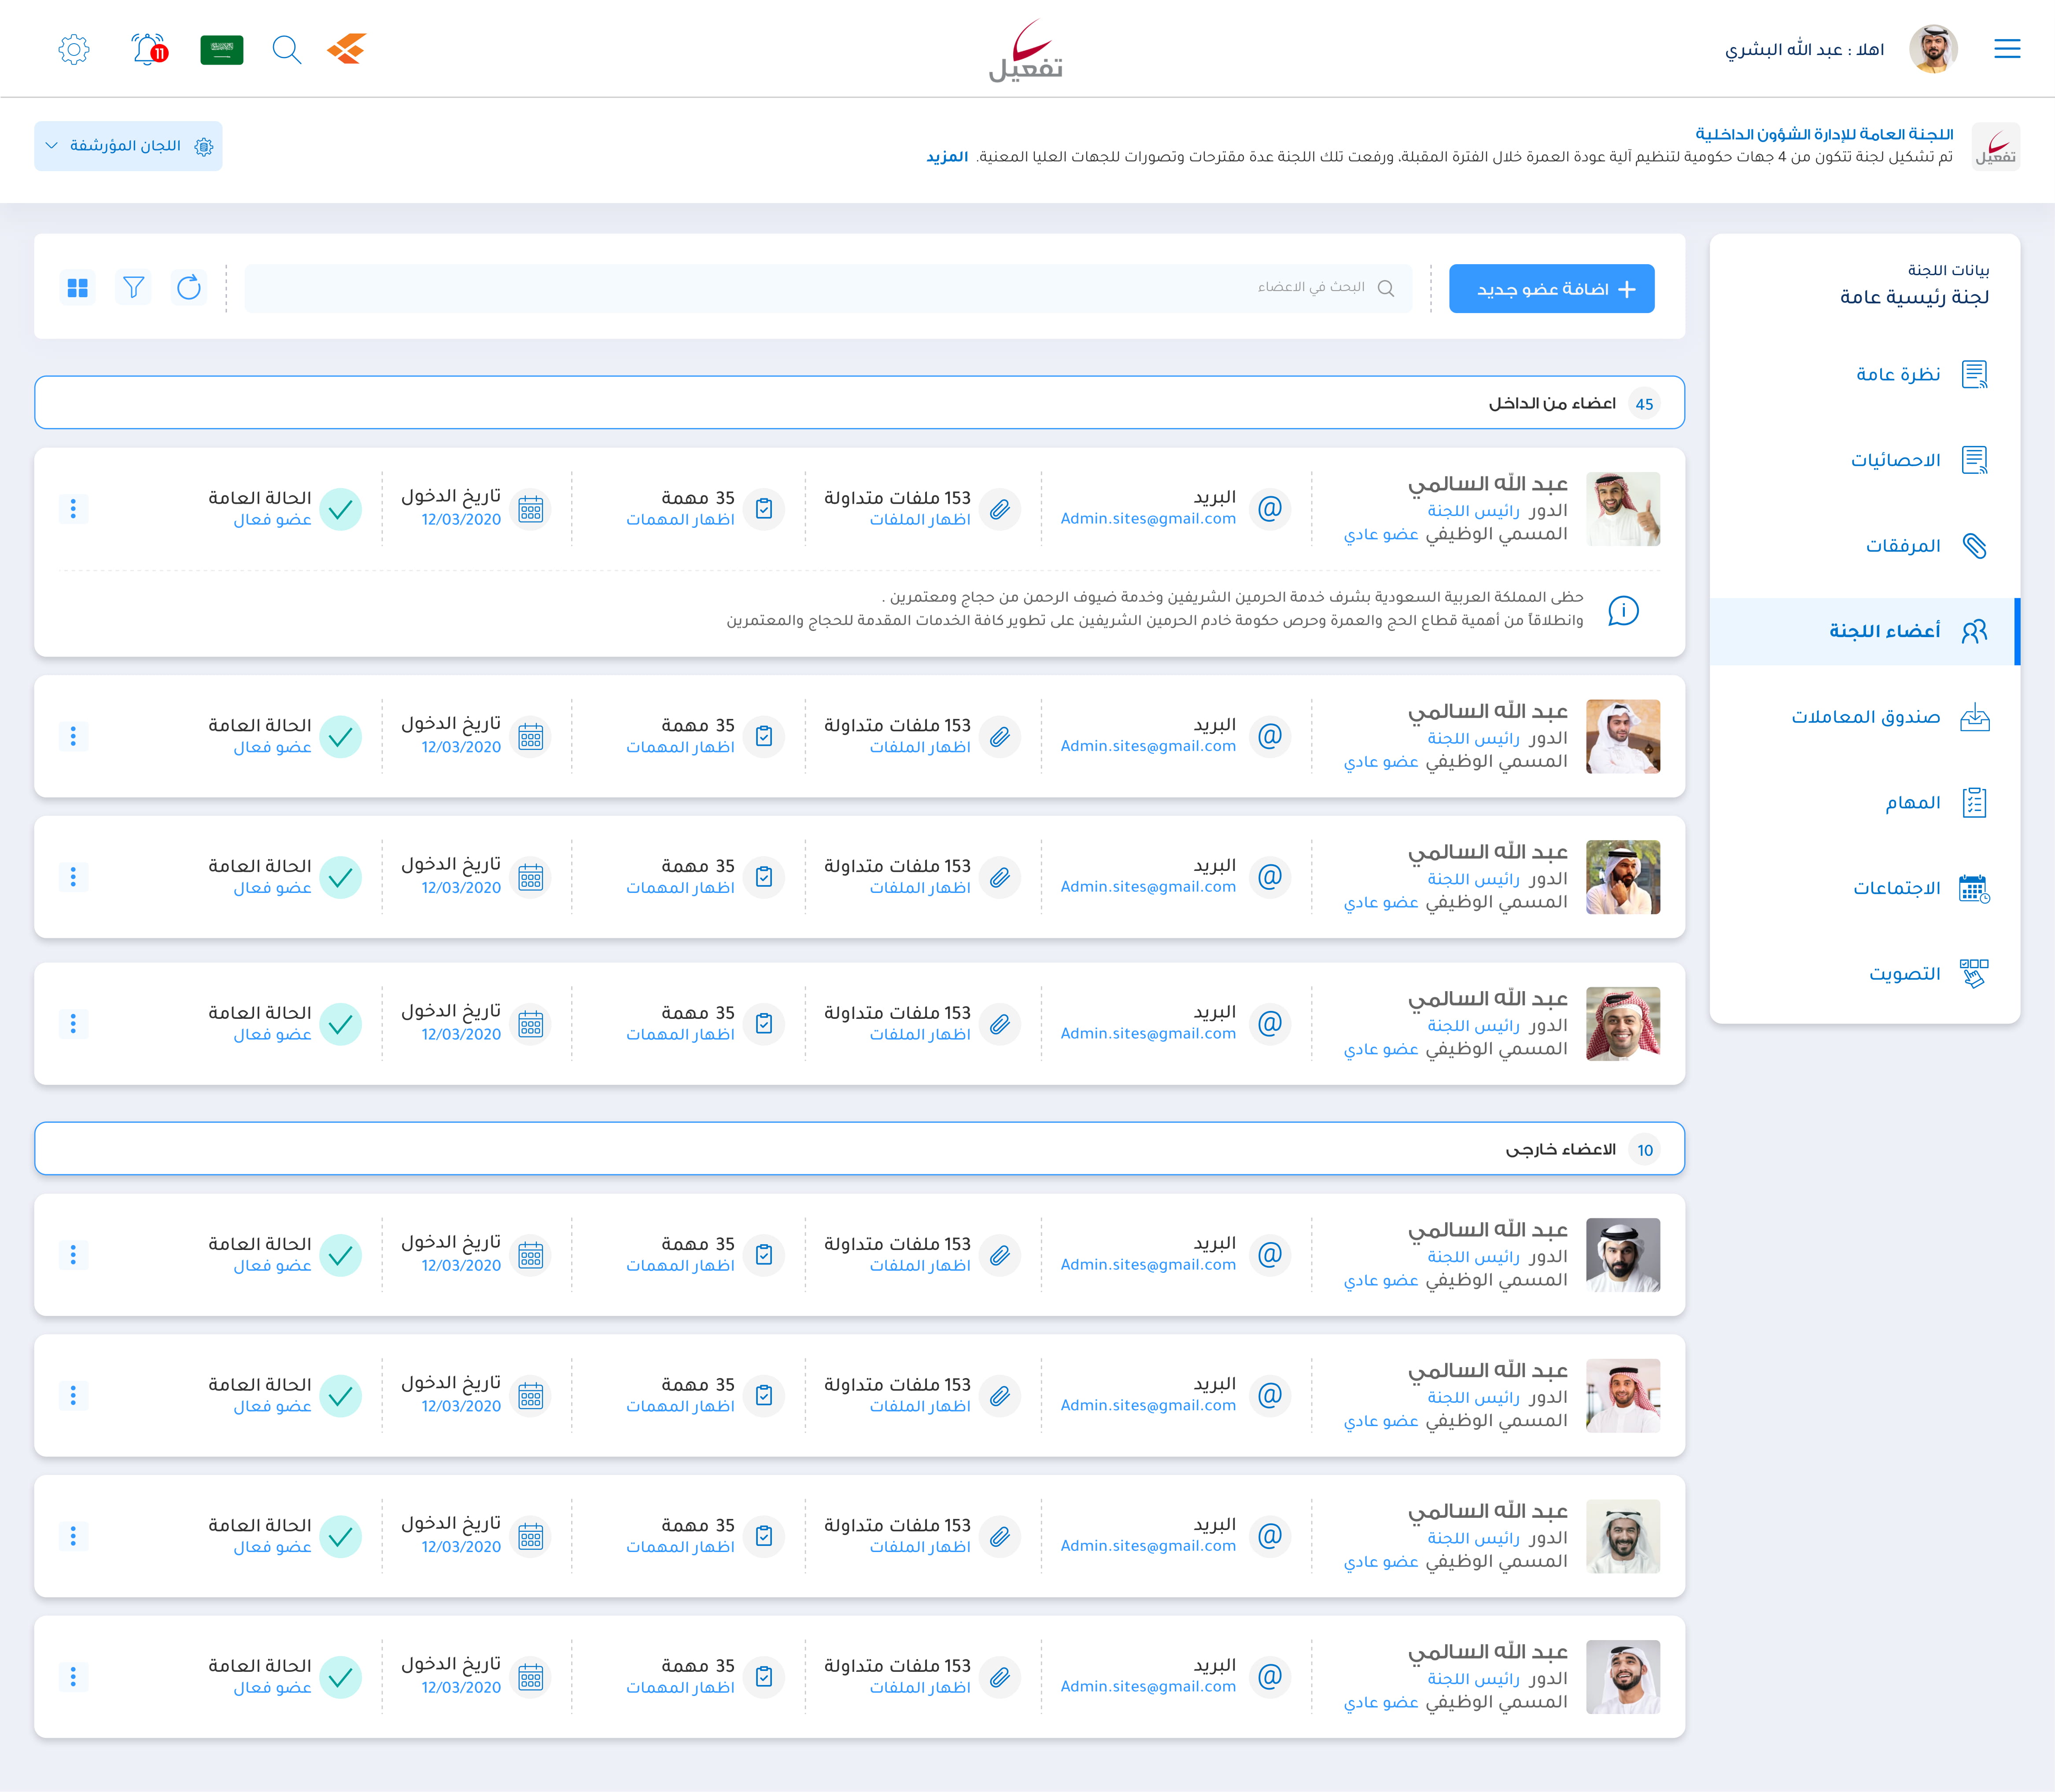 اهلا : عبد الله البشري
تفعيل
11
اللجنة العامة للإدارة الشؤون الداخلية
تم تشكيل لجنة تتكون من 4 جهات حكومية لتنظيم آلية عودة العمرة خلال الفترة المقبلة، ورفعت تلك اللجنة عدة مقترحات وتصورات للجهات العليا المعنية. المزيد
تفعيل
اللجان المؤرشفة
بيانات اللجنة
لجنة رئيسية عامة
نظرة عامة
الاحصائيات
المرفقات
أعضاء اللجنة
صندوق المعاملات
المهام
الاجتماعات
التصويت
اضافة عضو جديد
البحث في الاعضاء
45 اعضاء من الداخل
عبد الله السالمي
الدور رائيس اللجنة
المسمي الوظيفي عضو عادي
البريد
Admin.sites@gmail.com
153 ملفات متداولة
اظهار الملفات
35 مهمة
اظهار المهمات
تاريخ الدخول
12/03/2020
الحالة العامة
عضو فعال
حظى المملكة العربية السعودية بشرف خدمة الحرمين الشريفين وخدمة ضيوف الرحمن من حجاج ومعتمرين .
وانطلاقاً من أهمية قطاع الحج والعمرة وحرص حكومة خادم الحرمين الشريفين على تطوير كافة الخدمات المقدمة للحجاج والمعتمرين
عبد الله السالمي
الدور رائيس اللجنة
المسمي الوظيفي عضو عادي
البريد
Admin.sites@gmail.com
153 ملفات متداولة
اظهار الملفات
35 مهمة
اظهار المهمات
تاريخ الدخول
12/03/2020
الحالة العامة
عضو فعال
عبد الله السالمي
الدور رائيس اللجنة
المسمي الوظيفي عضو عادي
البريد
Admin.sites@gmail.com
153 ملفات متداولة
اظهار الملفات
35 مهمة
اظهار المهمات
تاريخ الدخول
12/03/2020
الحالة العامة
عضو فعال
عبد الله السالمي
الدور رائيس اللجنة
المسمي الوظيفي عضو عادي
البريد
Admin.sites@gmail.com
153 ملفات متداولة
اظهار الملفات
35 مهمة
اظهار المهمات
تاريخ الدخول
12/03/2020
الحالة العامة
عضو فعال
10 الاعضاء خارجى
عبد الله السالمي
الدور رائيس اللجنة
المسمي الوظيفي عضو عادي
البريد
Admin.sites@gmail.com
153 ملفات متداولة
اظهار الملفات
35 مهمة
اظهار المهمات
تاريخ الدخول
12/03/2020
الحالة العامة
عضو فعال
عبد الله السالمي
الدور رائيس اللجنة
المسمي الوظيفي عضو عادي
البريد
Admin.sites@gmail.com
153 ملفات متداولة
اظهار الملفات
35 مهمة
اظهار المهمات
تاريخ الدخول
12/03/2020
الحالة العامة
عضو فعال
عبد الله السالمي
الدور رائيس اللجنة
المسمي الوظيفي عضو عادي
البريد
Admin.sites@gmail.com
153 ملفات متداولة
اظهار الملفات
35 مهمة
اظهار المهمات
تاريخ الدخول
12/03/2020
الحالة العامة
عضو فعال
عبد الله السالمي
الدور رائيس اللجنة
المسمي الوظيفي عضو عادي
البريد
Admin.sites@gmail.com
153 ملفات متداولة
اظهار الملفات
35 مهمة
اظهار المهمات
تاريخ الدخول
12/03/2020
الحالة العامة
عضو فعال